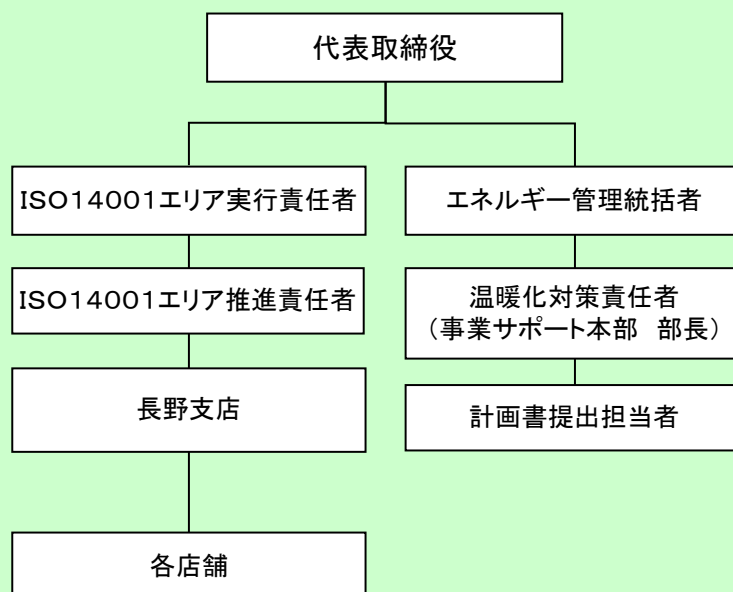 代表取締役
ISO14001エリア実行責任者
ISO14001エリア推進責任者
長野支店
各店舗
エネルギー管理統括者
温暖化対策責任者
（事業サポート本部　部長）
計画書提出担当者